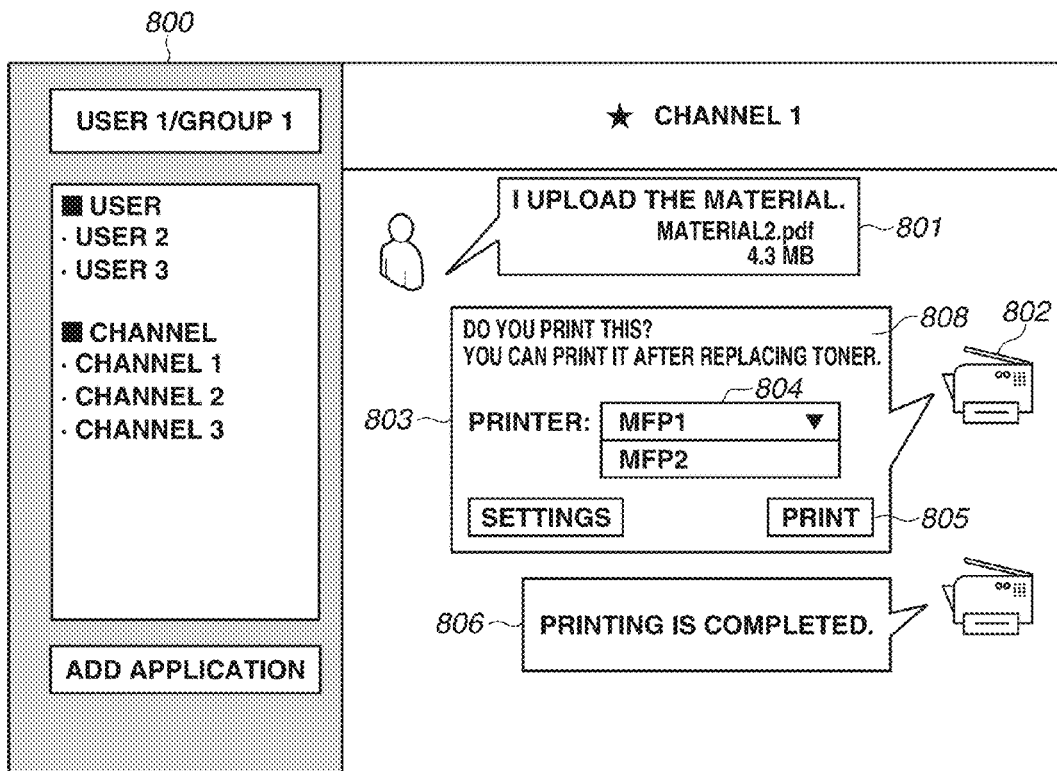 800
USER 1/GROUP 1
■ USER
· USER 2
· USER 3
■ CHANNEL
· CHANNEL 1
· CHANNEL 2
· CHANNEL 3
ADD APPLICATION
★ CHANNEL 1
I UPLOAD THE MATERIAL.
MATERIAL2.pdf
4.3 MB
801
DO YOU PRINT THIS?
808
YOU CAN PRINT IT AFTER REPLACING TONER.
802
803
804
PRINTER: MFP1 ▼
MFP2
SETTINGS
PRINT
805
806
PRINTING IS COMPLETED.